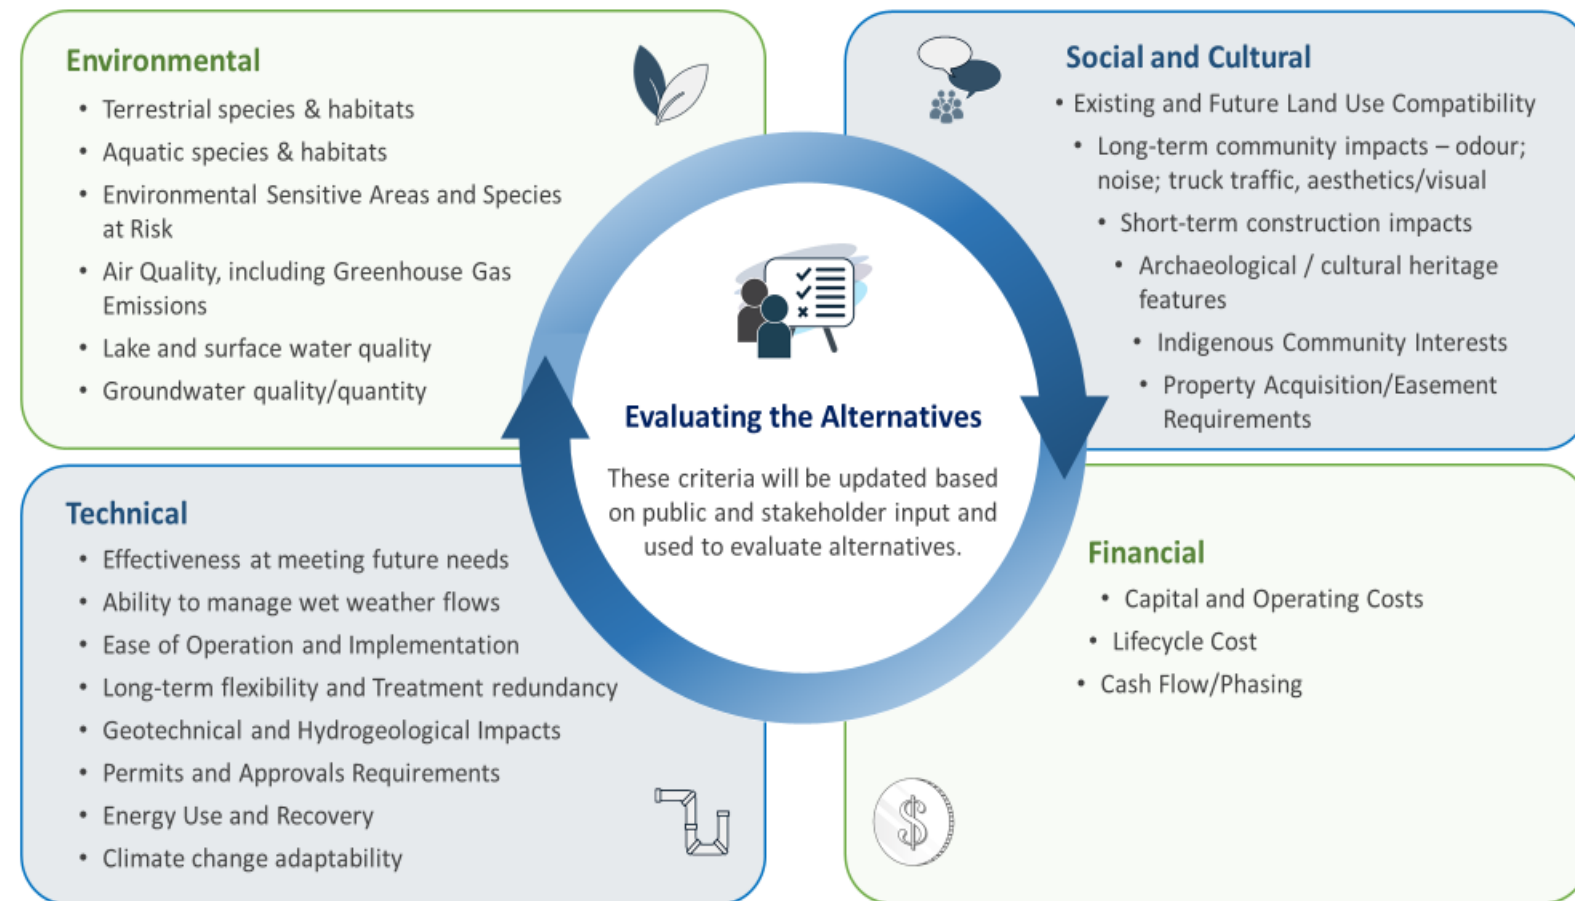 Environmental
• Terrestrial species & habitats
• Aquatic species & habitats
• Environmental Sensitive Areas and Species
at Risk
• Air Quality, including Greenhouse Gas
Emissions
• Lake and surface water quality
• Groundwater quality/quantity
Social and Cultural
• Existing and Future Land Use Compatibility
• Long-term community impacts – odour;
noise; truck traffic, aesthetics/visual
• Short-term construction impacts
• Archaeological / cultural heritage
features
• Indigenous Community Interests
• Property Acquisition/Easement
Requirements
Evaluating the Alternatives
These criteria will be updated based
on public and stakeholder input and
used to evaluate alternatives.
Technical
• Effectiveness at meeting future needs
• Ability to manage wet weather flows
• Ease of Operation and Implementation
• Long-term flexibility and Treatment redundancy
• Geotechnical and Hydrogeological Impacts
• Permits and Approvals Requirements
• Energy Use and Recovery
• Climate change adaptability
Financial
• Capital and Operating Costs
• Lifecycle Cost
• Cash Flow/Phasing
$